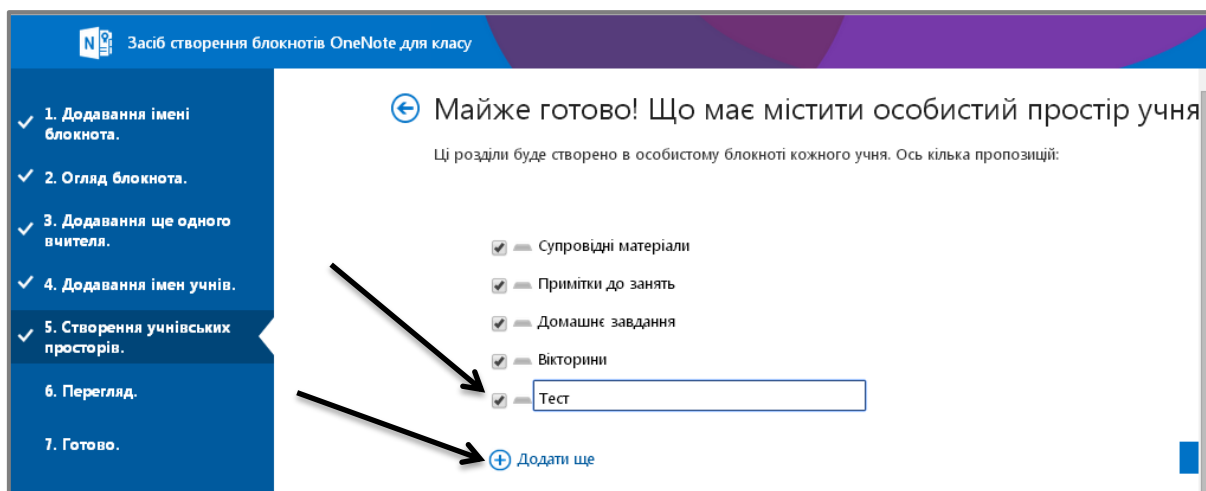 Засіб створення блокнотів OneNote для класу
1. Додавання імені
блокнота.
2. Огляд блокнота.
3. Додавання ще одного
вчителя.
4. Додавання імен учнів.
5. Створення учнівських
просторів.
6. Перегляд.
7. Готово.
Майже готово! Що має містити особистий простір учня
Ці розділи буде створено в особистому блокноті кожного учня. Ось кілька пропозицій:
Супровідні матеріали
Примітки до занять
Домашнє завдання
Вікторини
Тест
Додати ще